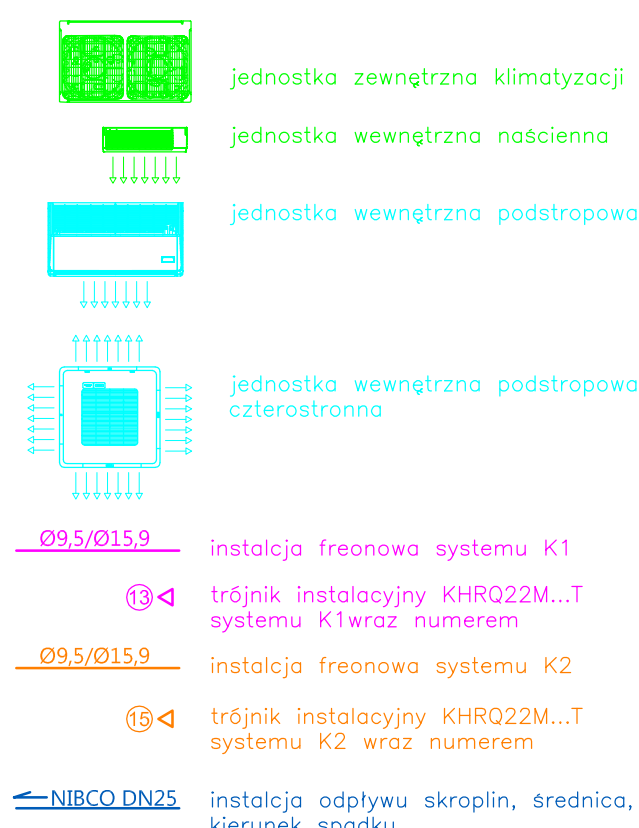 jednostka zewnętrzna klimatyzacji
jednostka wewnętrzna naścienna
jednostka wewnętrzna podstropowa
jednostka wewnętrzna podstropowa
czterostronna
Ø9,5/Ø15,9
instalcja freonowa systemu K1
13
trójnik instalacyjny KHRQ22M...T
systemu K1wraz numerem
Ø9,5/Ø15,9
instalcja freonowa systemu K2
15
trójnik instalacyjny KHRQ22M...T
systemu K2 wraz numerem
NIBCO DN25
instalcja odpływu skroplin, średnica,
kierunek spadku